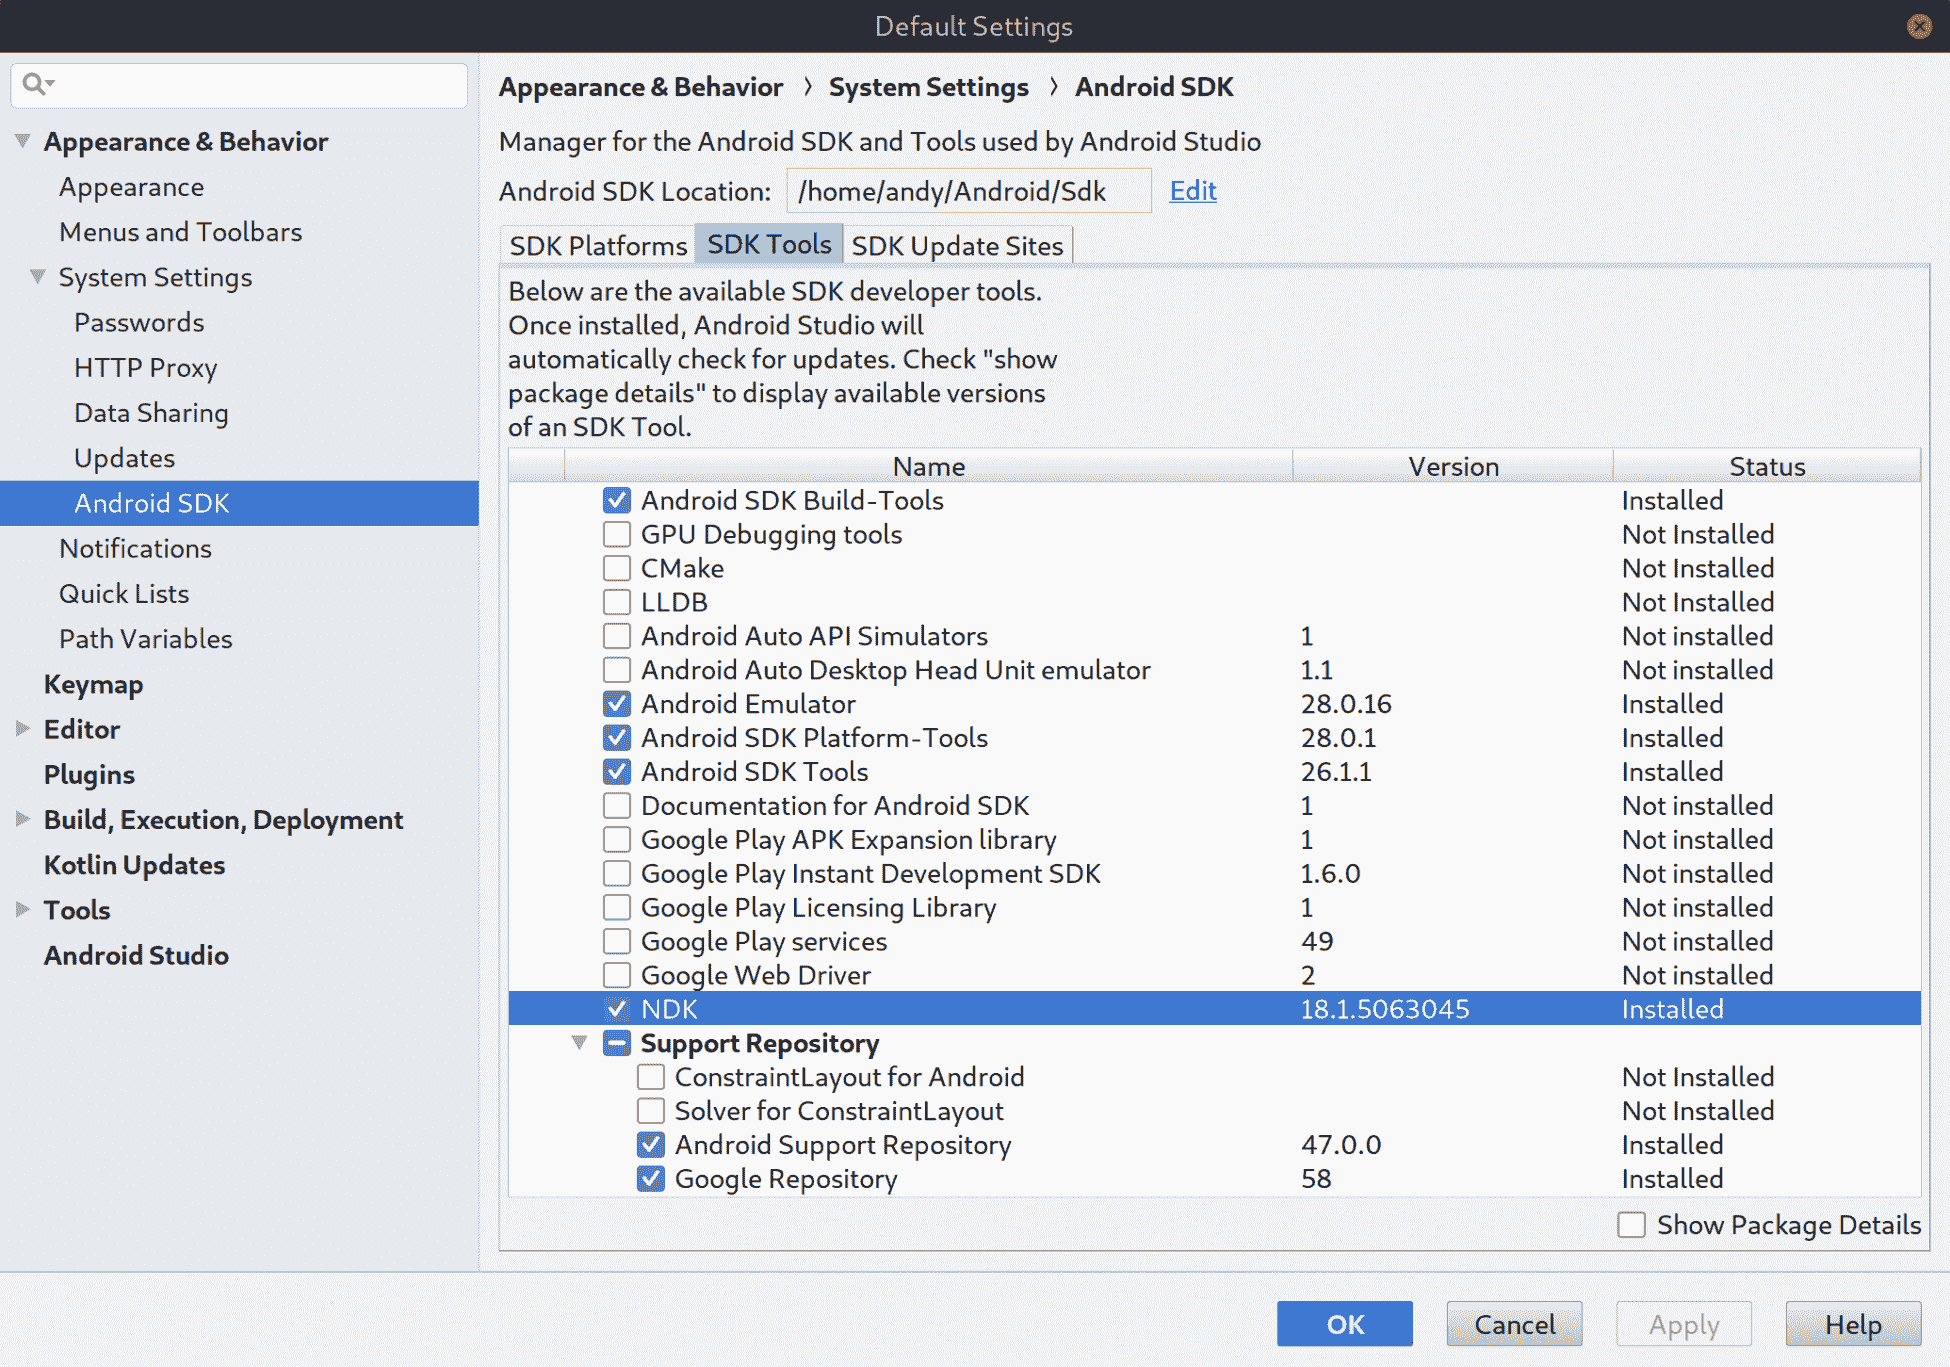 Default Settings
Appearance & Behavior
Appearance
Menus and Toolbars
System Settings
Passwords
HTTP Proxy
Data Sharing
Updates
Android SDK
Notifications
Quick Lists
Path Variables
Keymap
Editor
Plugins
Build, Execution, Deployment
Kotlin Updates
Tools
Android Studio
Appearance & Behavior › System Settings › Android SDK
Manager for the Android SDK and Tools used by Android Studio
Android SDK Location: /home/andy/Android/Sdk Edit
SDK Platforms SDK Tools SDK Update Sites
Below are the available SDK developer tools.
Once installed, Android Studio will
automatically check for updates. Check "show
package details" to display available versions
of an SDK Tool.
Name Version Status
Android SDK Build-Tools Installed
GPU Debugging tools Not Installed
CMake Not Installed
LLDB Not Installed
Android Auto API Simulators 1 Not installed
Android Auto Desktop Head Unit emulator 1.1 Not installed
Android Emulator 28.0.16 Installed
Android SDK Platform-Tools 28.0.1 Installed
Android SDK Tools 26.1.1 Installed
Documentation for Android SDK 1 Not installed
Google Play APK Expansion library 1 Not installed
Google Play Instant Development SDK 1.6.0 Not installed
Google Play Licensing Library 1 Not installed
Google Play services 49 Not installed
Google Web Driver 2 Not installed
NDK 18.1.5063045 Installed
Support Repository
ConstraintLayout for Android Not Installed
Solver for ConstraintLayout Not Installed
Android Support Repository 47.0.0 Installed
Google Repository 58 Installed
Show Package Details
OK Cancel Apply Help